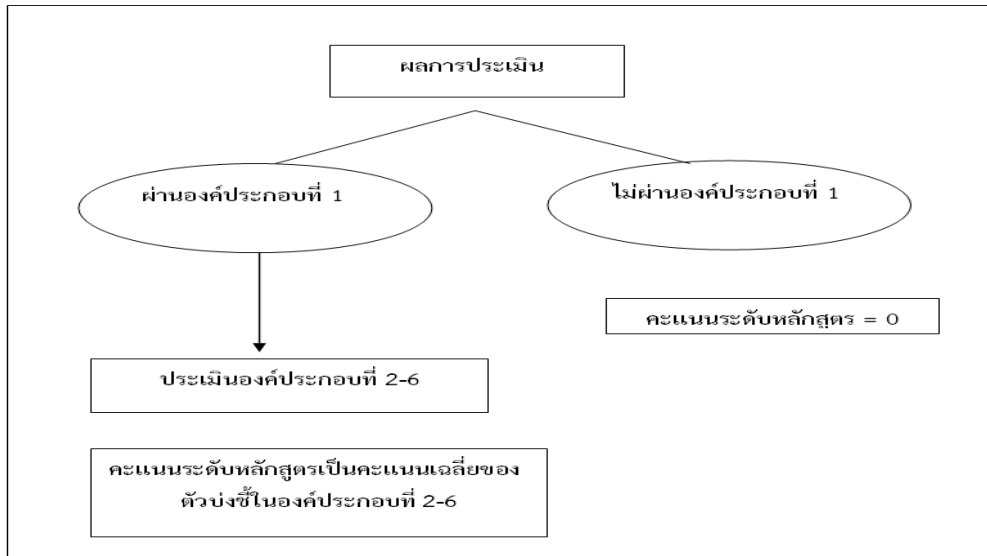 ผลการประเมิน
ผ่านองค์ประกอบที่ 1
ไม่ผ่านองค์ประกอบที่ 1
คะแนนระดับหลักสูตร = 0
ประเมินองค์ประกอบที่ 2-6
คะแนนระดับหลักสูตรเป็นคะแนนเฉลี่ยของ
ตัวบ่งชี้ในองค์ประกอบที่ 2-6